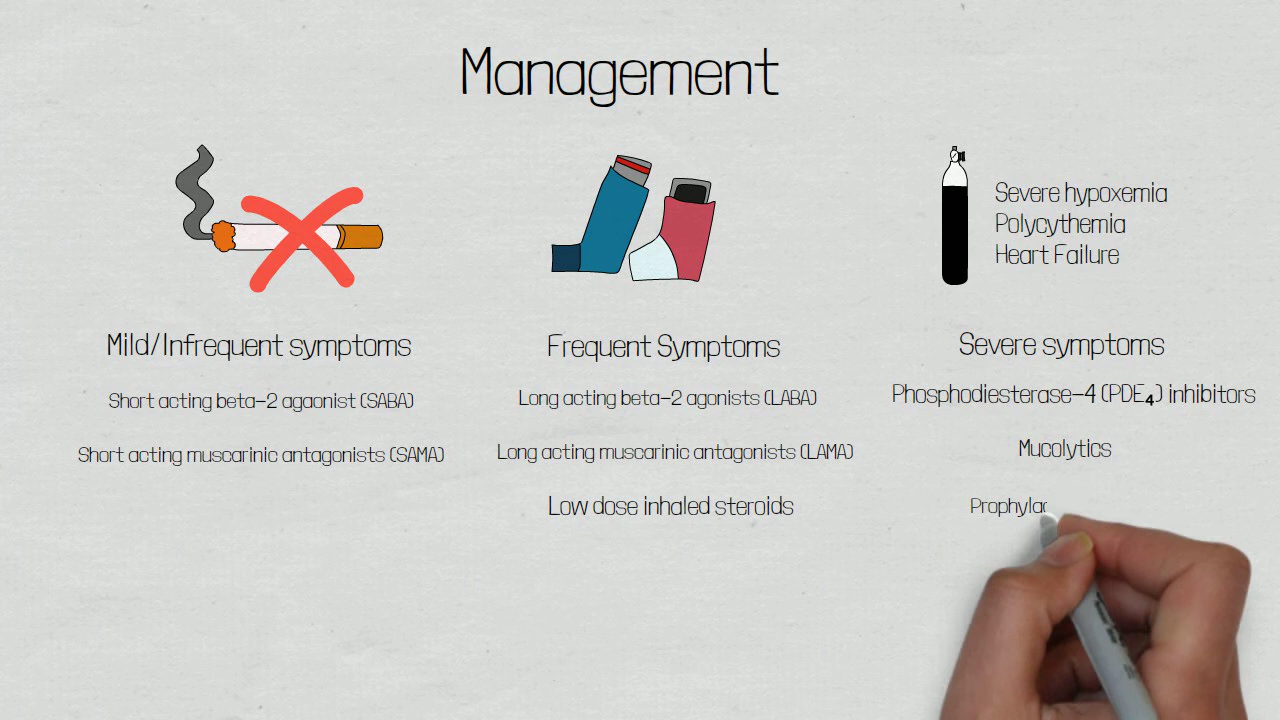 Management
Severe hypoxemia
Polycythemia
Heart Failure
Mild/Infrequent symptoms
Short acting beta-2 agaonist (SABA)
Short acting muscarinic antagonists (SAMA)
Frequent Symptoms
Long acting beta-2 agonists (LABA)
Long acting muscarinic antagonists (LAMA)
Low dose inhaled steroids
Severe symptoms
Phosphodiesterase-4 (PDE₄) inhibitors
Mucolytics
Prophylac